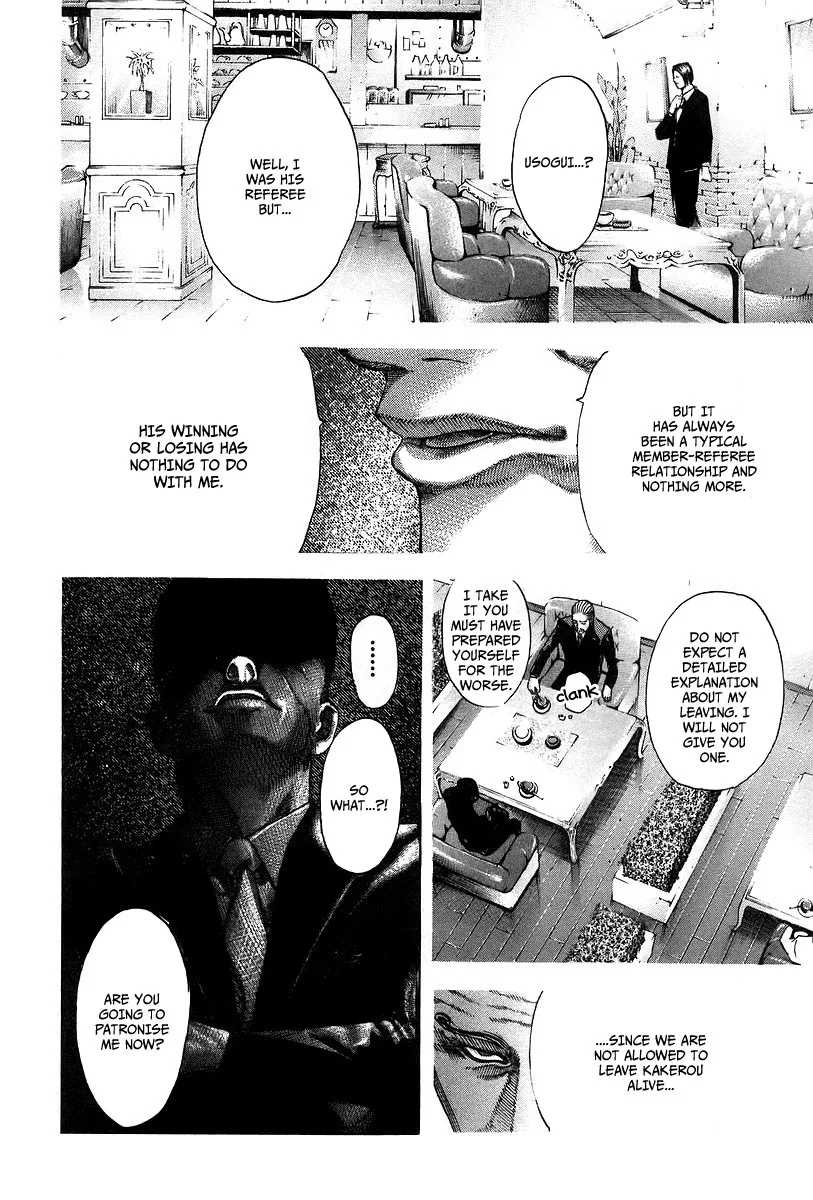 USOGUI...?
WELL, I
WAS HIS
REFEREE
BUT...
BUT IT
HAS ALWAYS
BEEN A TYPICAL
MEMBER-REFEREE
RELATIONSHIP AND
NOTHING MORE.
HIS WINNING
OR LOSING HAS
NOTHING TO DO
WITH ME.
DO NOT
EXPECT A
DETAILED
EXPLANATION
ABOUT MY
LEAVING. I
WILL NOT
GIVE YOU
ONE.
I TAKE
IT YOU
MUST HAVE
PREPARED
YOURSELF
FOR THE
WORSE.
clank
....SINCE WE ARE
NOT ALLOWED TO
LEAVE KAKEROU
ALIVE...
......
SO
WHAT...?!
ARE YOU
GOING TO
PATRONISE
ME NOW?